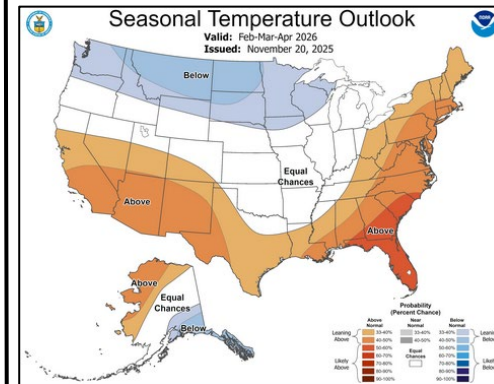 Seasonal Temperature Outlook
Valid: Feb-Mar-Apr 2026
Issued: November 20, 2025
NOAA
Below
Equal
Chances
Above
Above
Above
Equal
Chances
Below
Probability
(Percent Chance)
Above
Normal
Near
Normal
Below
Normal
Leaning
Above
33-40%
40-50%
50-60%
Likely
Above
60-70%
70-80%
80-90%
90-100%
33-40%
40-50%
Equal
Chances
33-40%
40-50%
50-60%
60-70%
70-80%
80-90%
90-100%
Likely